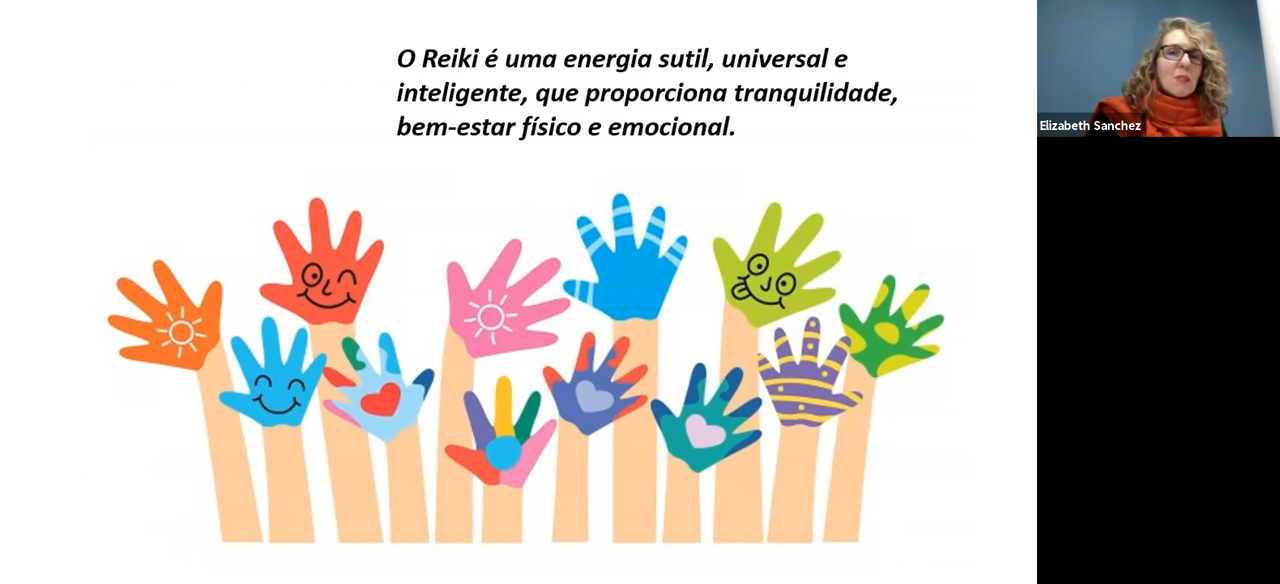 O Reiki é uma energia sutil, universal e
inteligente, que proporciona tranquilidade,
bem-estar físico e emocional.
Elizabeth Sanchez